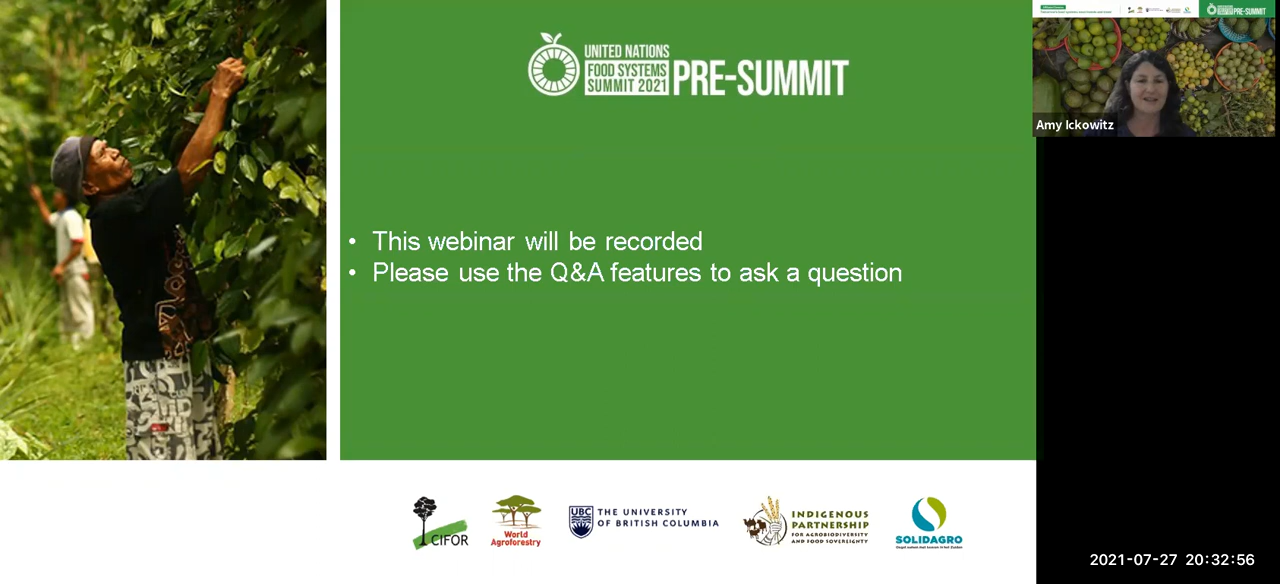 UNITED NATIONS
FOOD SYSTEMS
SUMMIT 2021
PRE-SUMMIT
PRE-SUMMIT
Amy Ickowitz
• This webinar will be recorded
• Please use the Q&A features to ask a question
CIFOR
World
Agroforestry
UBC
THE UNIVERSITY
OF BRITISH COLUMBIA
INDIGENOUS
PARTNERSHIP
FOR AGROBIODIVERSITY
AND FOOD SOVEREIGNTY
SOLIDAGRO
2021-07-27 20:32:56